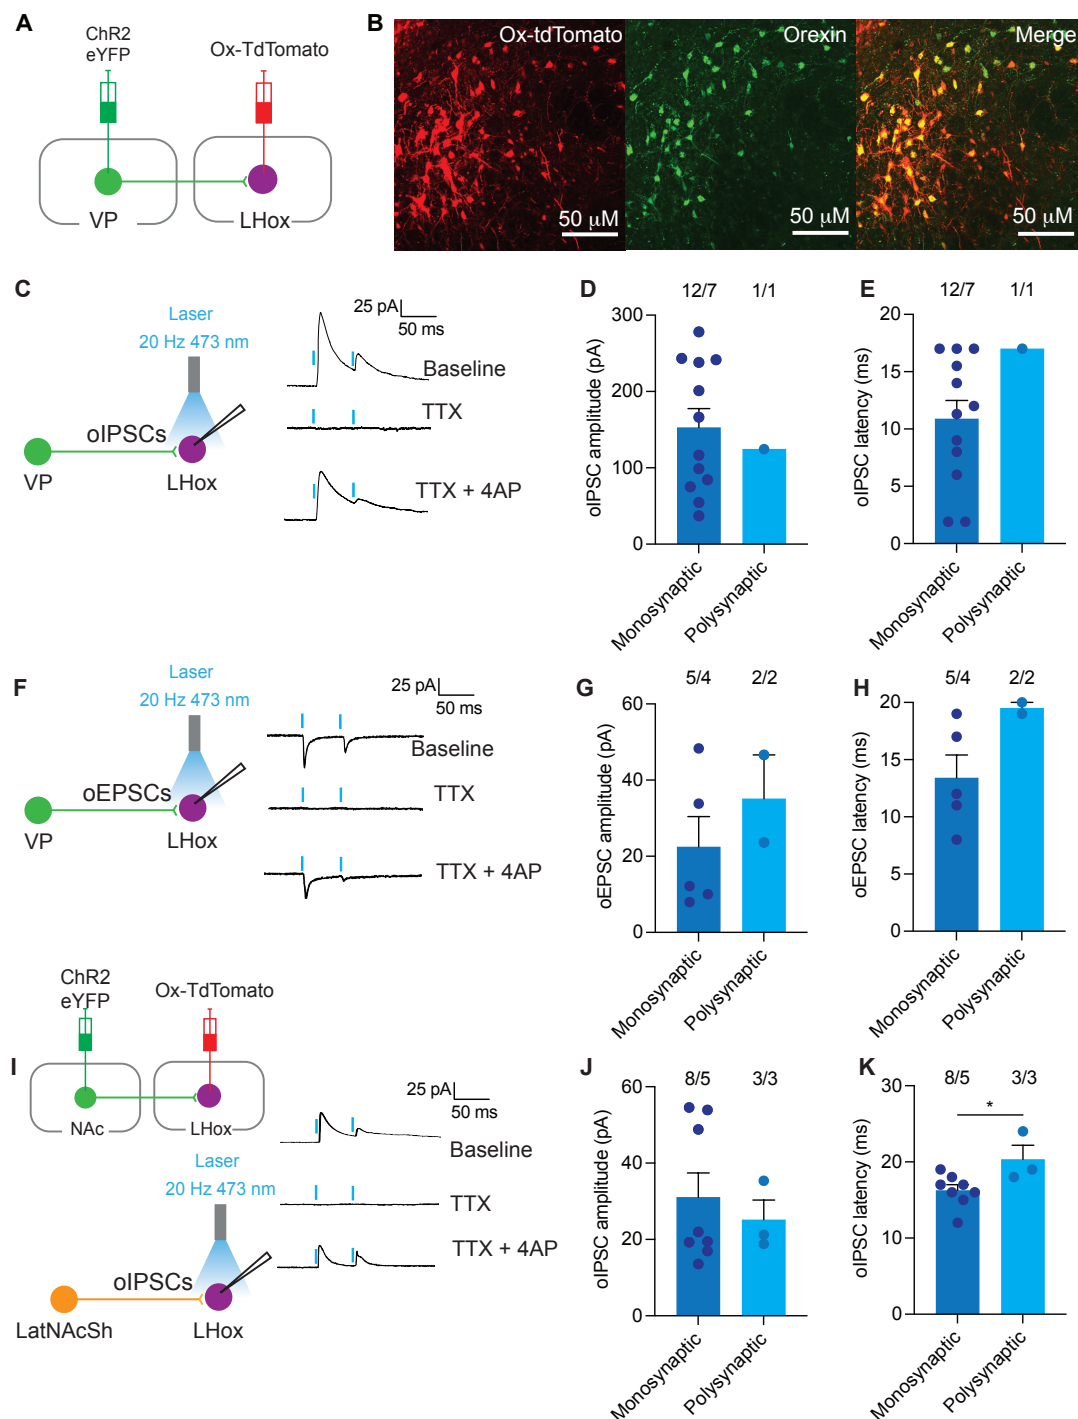 A
ChR2
eYFP
Ox-TdTomato
VP
LHox
B
Ox-tdTomato
Orexin
Merge
50 μM
50 μM
50 μM
C
Laser
20 Hz 473 nm
oIPSCs
VP
LHox
25 pA
50 ms
Baseline
TTX
TTX + 4AP
D
12/7
1/1
oIPSC amplitude (pA)
300
200
100
0
Monosynaptic
Polysynaptic
E
12/7
1/1
oIPSC latency (ms)
20
15
10
5
0
Monosynaptic
Polysynaptic
F
Laser
20 Hz 473 nm
oEPSCs
VP
LHox
25 pA
50 ms
Baseline
TTX
TTX + 4AP
G
5/4
2/2
oEPSC amplitude (pA)
60
40
20
0
Monosynaptic
Polysynaptic
H
5/4
2/2
oEPSC latency (ms)
20
15
10
5
0
Monosynaptic
Polysynaptic
I
ChR2
eYFP
Ox-TdTomato
NAc
LHox
Laser
20 Hz 473 nm
oIPSCs
LatNAcSh
LHox
25 pA
50 ms
Baseline
TTX
TTX + 4AP
J
8/5
3/3
oIPSC amplitude (pA)
60
40
20
0
Monosynaptic
Polysynaptic
K
8/5
3/3
*
oIPSC latency (ms)
30
20
10
0
Monosynaptic
Polysynaptic